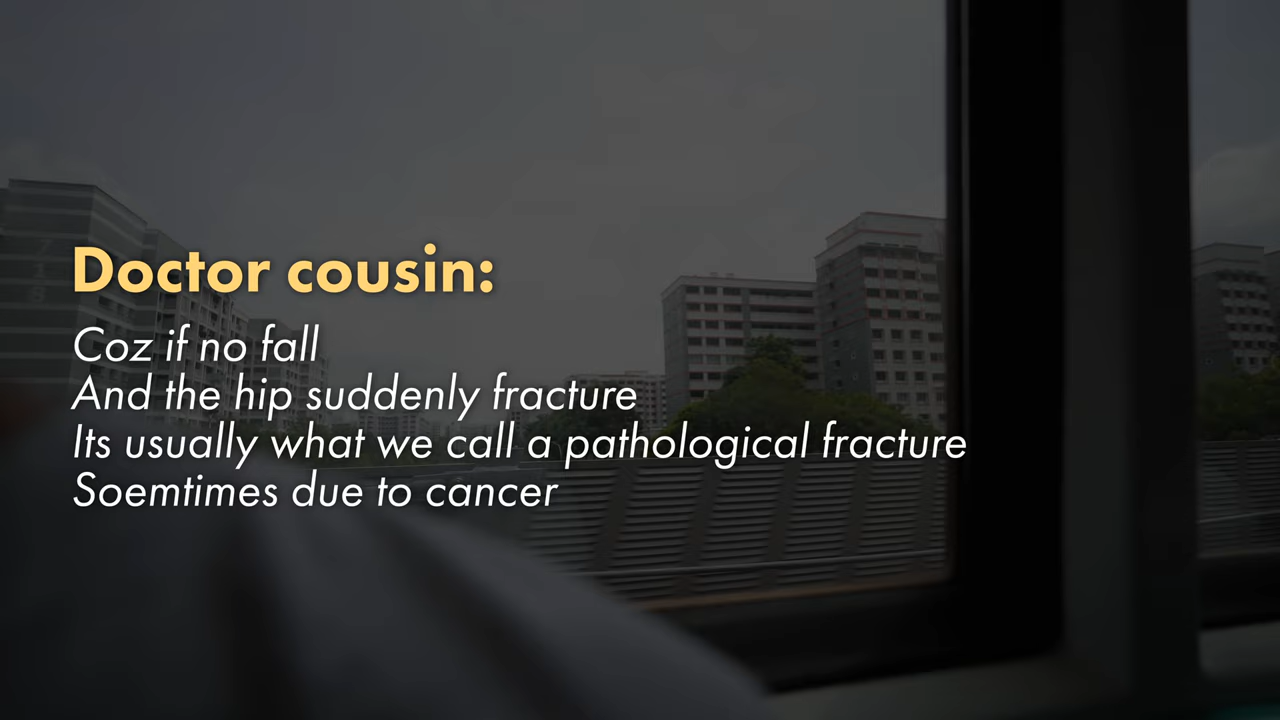 Doctor cousin:
Coz if no fall
And the hip suddenly fracture
Its usually what we call a pathological fracture
Soemtimes due to cancer